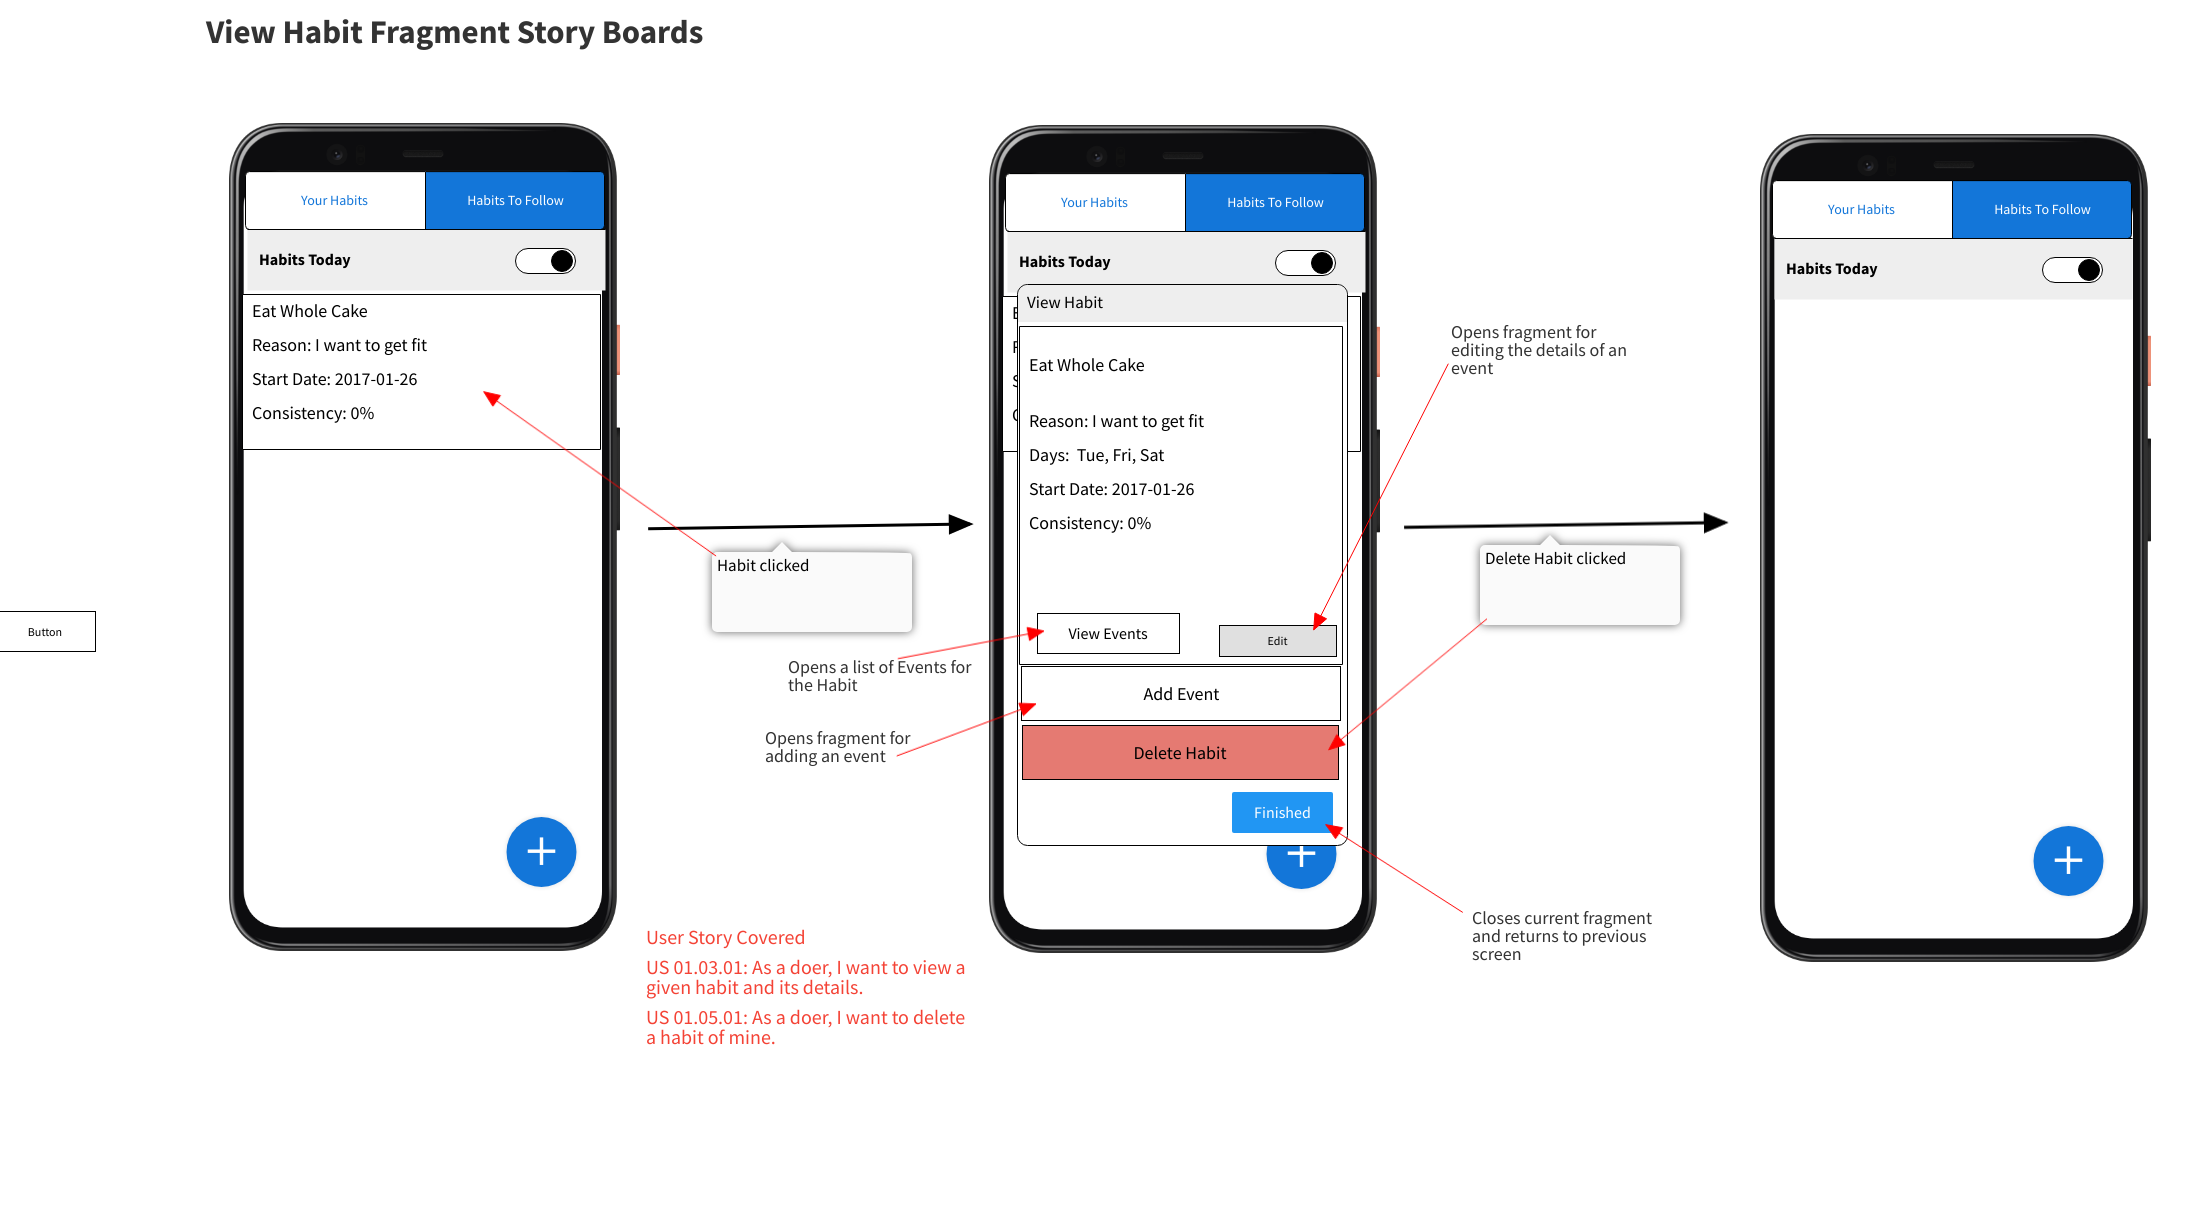 View Habit Fragment Story Boards
Your Habits
Habits To Follow
Habits Today
Eat Whole Cake
Reason: I want to get fit
Start Date: 2017-01-26
Consistency: 0%
Button
Habit clicked
Opens a list of Events for
the Habit
Opens fragment for
adding an event
User Story Covered
US 01.03.01: As a doer, I want to view a
given habit and its details.
US 01.05.01: As a doer, I want to delete
a habit of mine.
Your Habits
Habits To Follow
Habits Today
View Habit
Eat Whole Cake
Reason: I want to get fit
Days:  Tue, Fri, Sat
Start Date: 2017-01-26
Consistency: 0%
View Events
Edit
Add Event
Delete Habit
Finished
Opens fragment for
editing the details of an
event
Delete Habit clicked
Closes current fragment
and returns to previous
screen
Your Habits
Habits To Follow
Habits Today